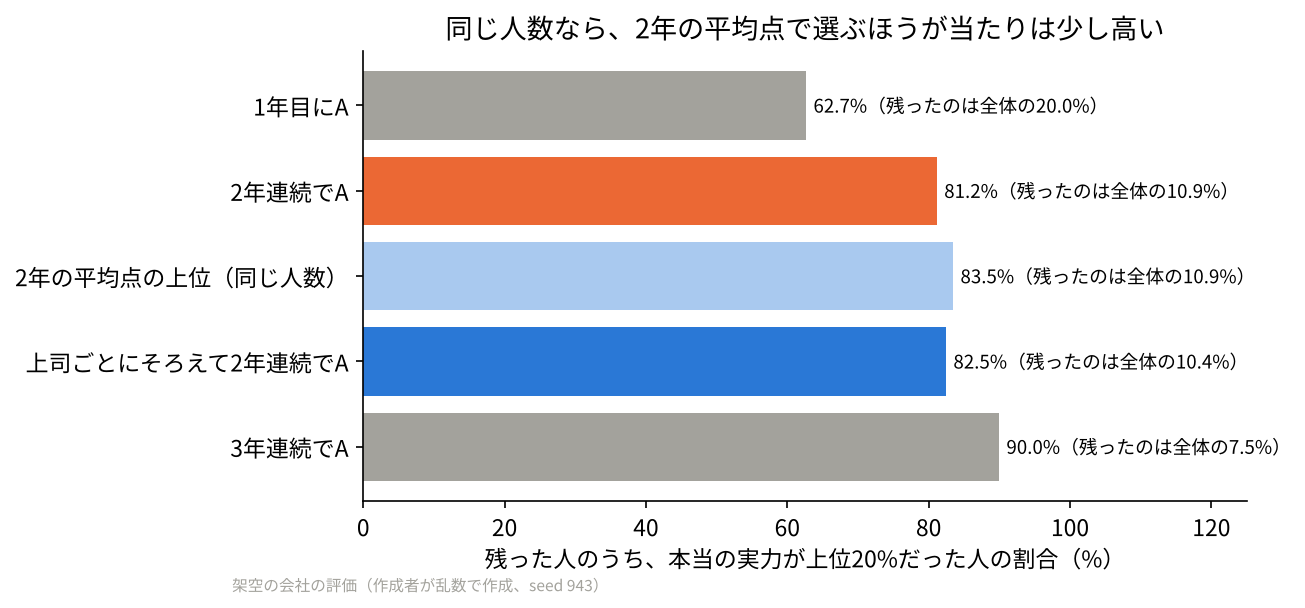 同じ人数なら、2年の平均点で選ぶほうが当たりは少し高い
1年目にA
62.7%（残ったのは全体の20.0%）
2年連続でA
81.2%（残ったのは全体の10.9%）
2年の平均点の上位（同じ人数）
83.5%（残ったのは全体の10.9%）
上司ごとにそろえて2年連続でA
82.5%（残ったのは全体の10.4%）
3年連続でA
90.0%（残ったのは全体の7.5%）
0 20 40 60 80 100 120
残った人のうち、本当の実力が上位20%だった人の割合（%）
架空の会社の評価（作成者が乱数で作成、seed 943）